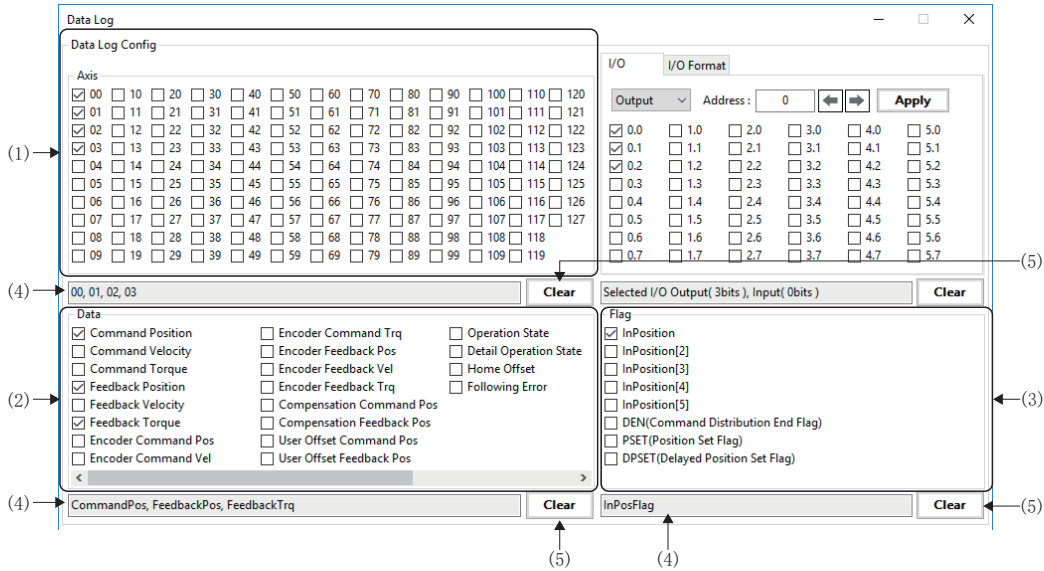 Data Log
Data Log Config
Axis
00 10 20 30 40 50 60 70 80 90 100 110 120
01 11 21 31 41 51 61 71 81 91 101 111 121
02 12 22 32 42 52 62 72 82 92 102 112 122
(1) 03 13 23 33 43 53 63 73 83 93 103 113 123
04 14 24 34 44 54 64 74 84 94 104 114 124
05 15 25 35 45 55 65 75 85 95 105 115 125
06 16 26 36 46 56 66 76 86 96 106 116 126
07 17 27 37 47 57 67 77 87 97 107 117 127
08 18 28 38 48 58 68 78 88 98 108 118
09 19 29 39 49 59 69 79 89 99 109 119
I/O I/O Format
Output Address : 0 Apply
0.0 1.0 2.0 3.0 4.0 5.0
0.1 1.1 2.1 3.1 4.1 5.1
0.2 1.2 2.2 3.2 4.2 5.2
0.3 1.3 2.3 3.3 4.3 5.3
0.4 1.4 2.4 3.4 4.4 5.4
0.5 1.5 2.5 3.5 4.5 5.5
0.6 1.6 2.6 3.6 4.6 5.6
0.7 1.7 2.7 3.7 4.7 5.7
(5)
(4) 00, 01, 02, 03 Clear
Selected I/O Output( 3bits ), Input( 0bits ) Clear
Data
Command Position Encoder Command Trq Operation State
Command Velocity Encoder Feedback Pos Detail Operation State
Command Torque Encoder Feedback Vel Home Offset
Feedback Position Encoder Feedback Trq Following Error
(2) Feedback Velocity Compensation Command Pos
Feedback Torque Compensation Feedback Pos
Encoder Command Pos User Offset Command Pos
Encoder Command Vel User Offset Feedback Pos
Flag
InPosition
InPosition[2]
InPosition[3]
InPosition[4]
InPosition[5] (3)
DEN(Command Distribution End Flag)
PSET(Position Set Flag)
DPSET(Delayed Position Set Flag)
(4) CommandPos, FeedbackPos, FeedbackTrq Clear
InPosFlag Clear (5)
(5) (4)